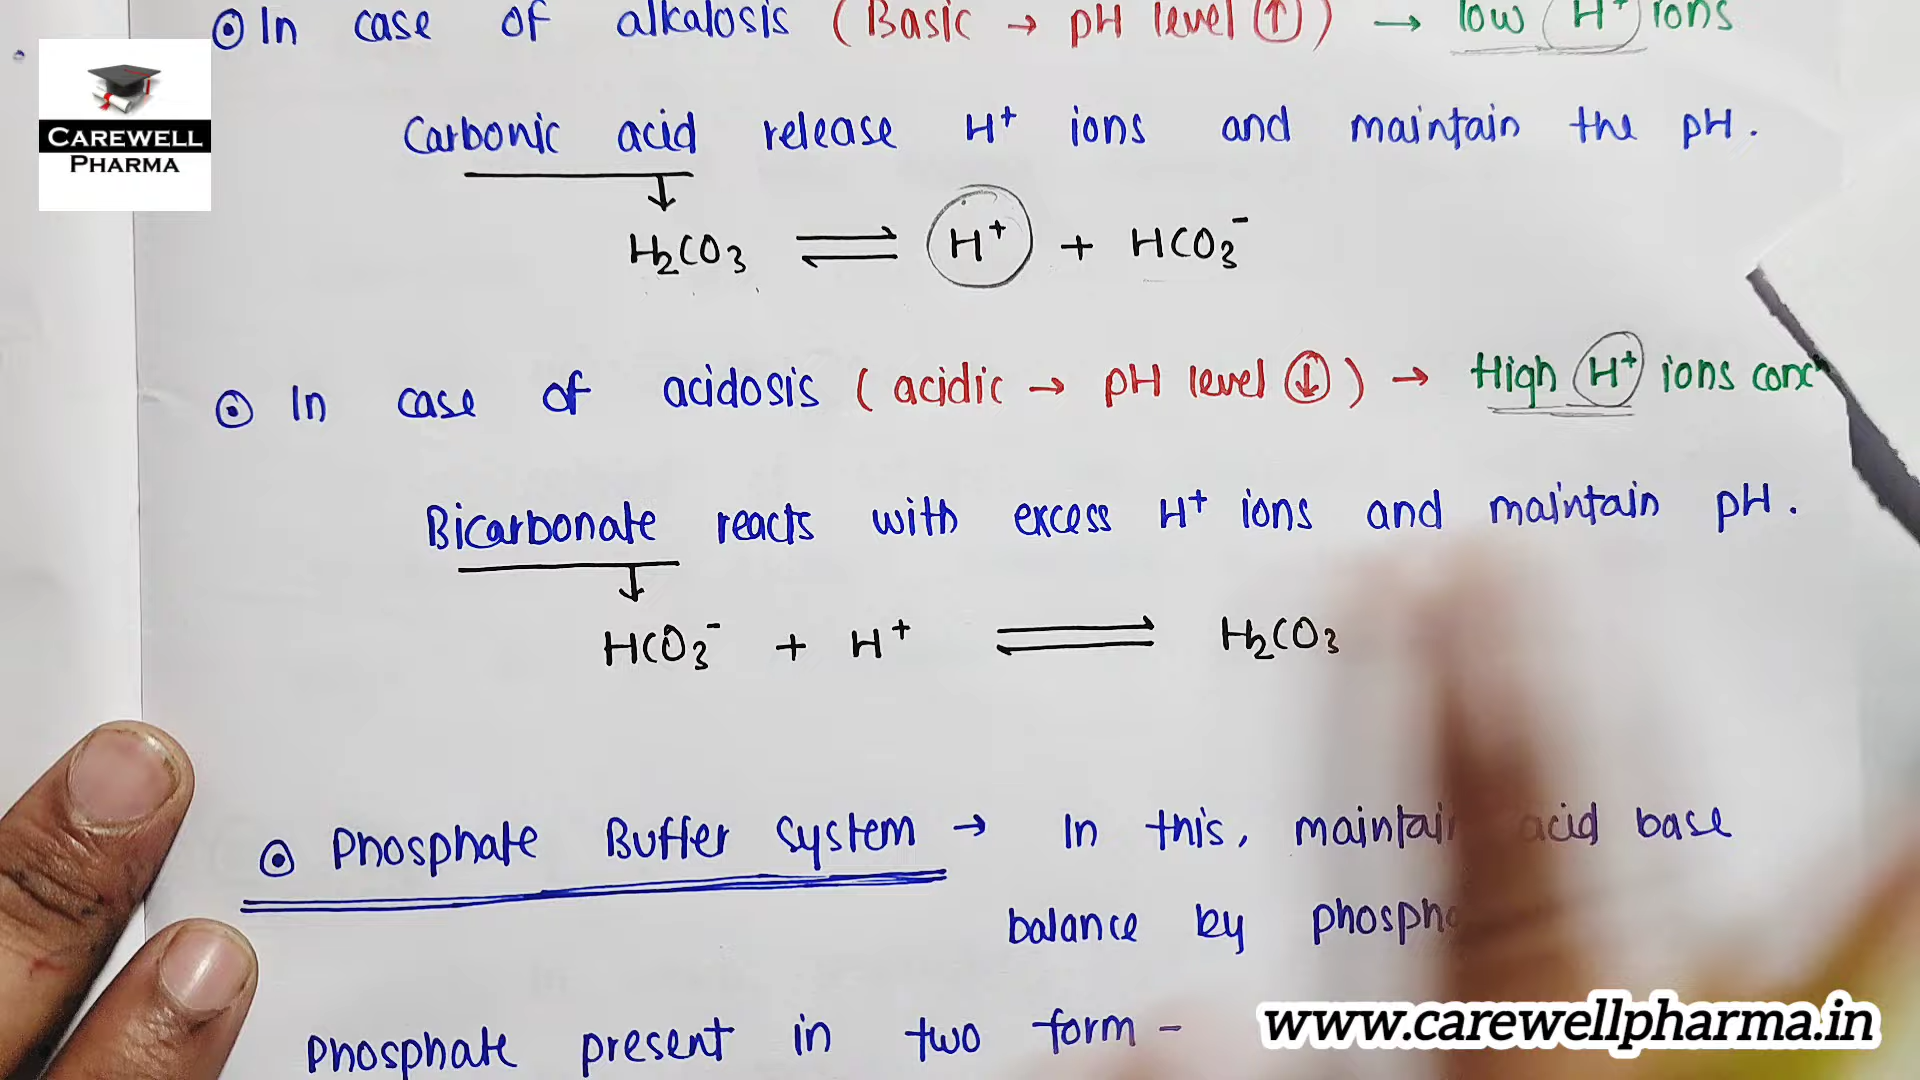 ⊙ In case of alkalosis (Basic → pH level ↑) → low H⁺ ions
CAREWELL
PHARMA
Carbonic acid release H⁺ ions and maintain the pH.
↓
H₂CO₃ ⇌ H⁺ + HCO₃⁻
⊙ In case of acidosis (acidic → pH level ↓) → High H⁺ ions conc
Bicarbonate reacts with excess H⁺ ions and maintain pH.
↓
HCO₃⁻ + H⁺ ⇌ H₂CO₃
⊙ Phosphate Buffer system → In this, maintain acid base
balance by
Phosphate present in two form -
www.carewellpharma.in